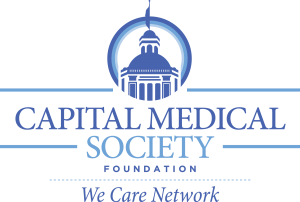 CAPITAL MEDICAL
SOCIETY
FOUNDATION
We Care Network